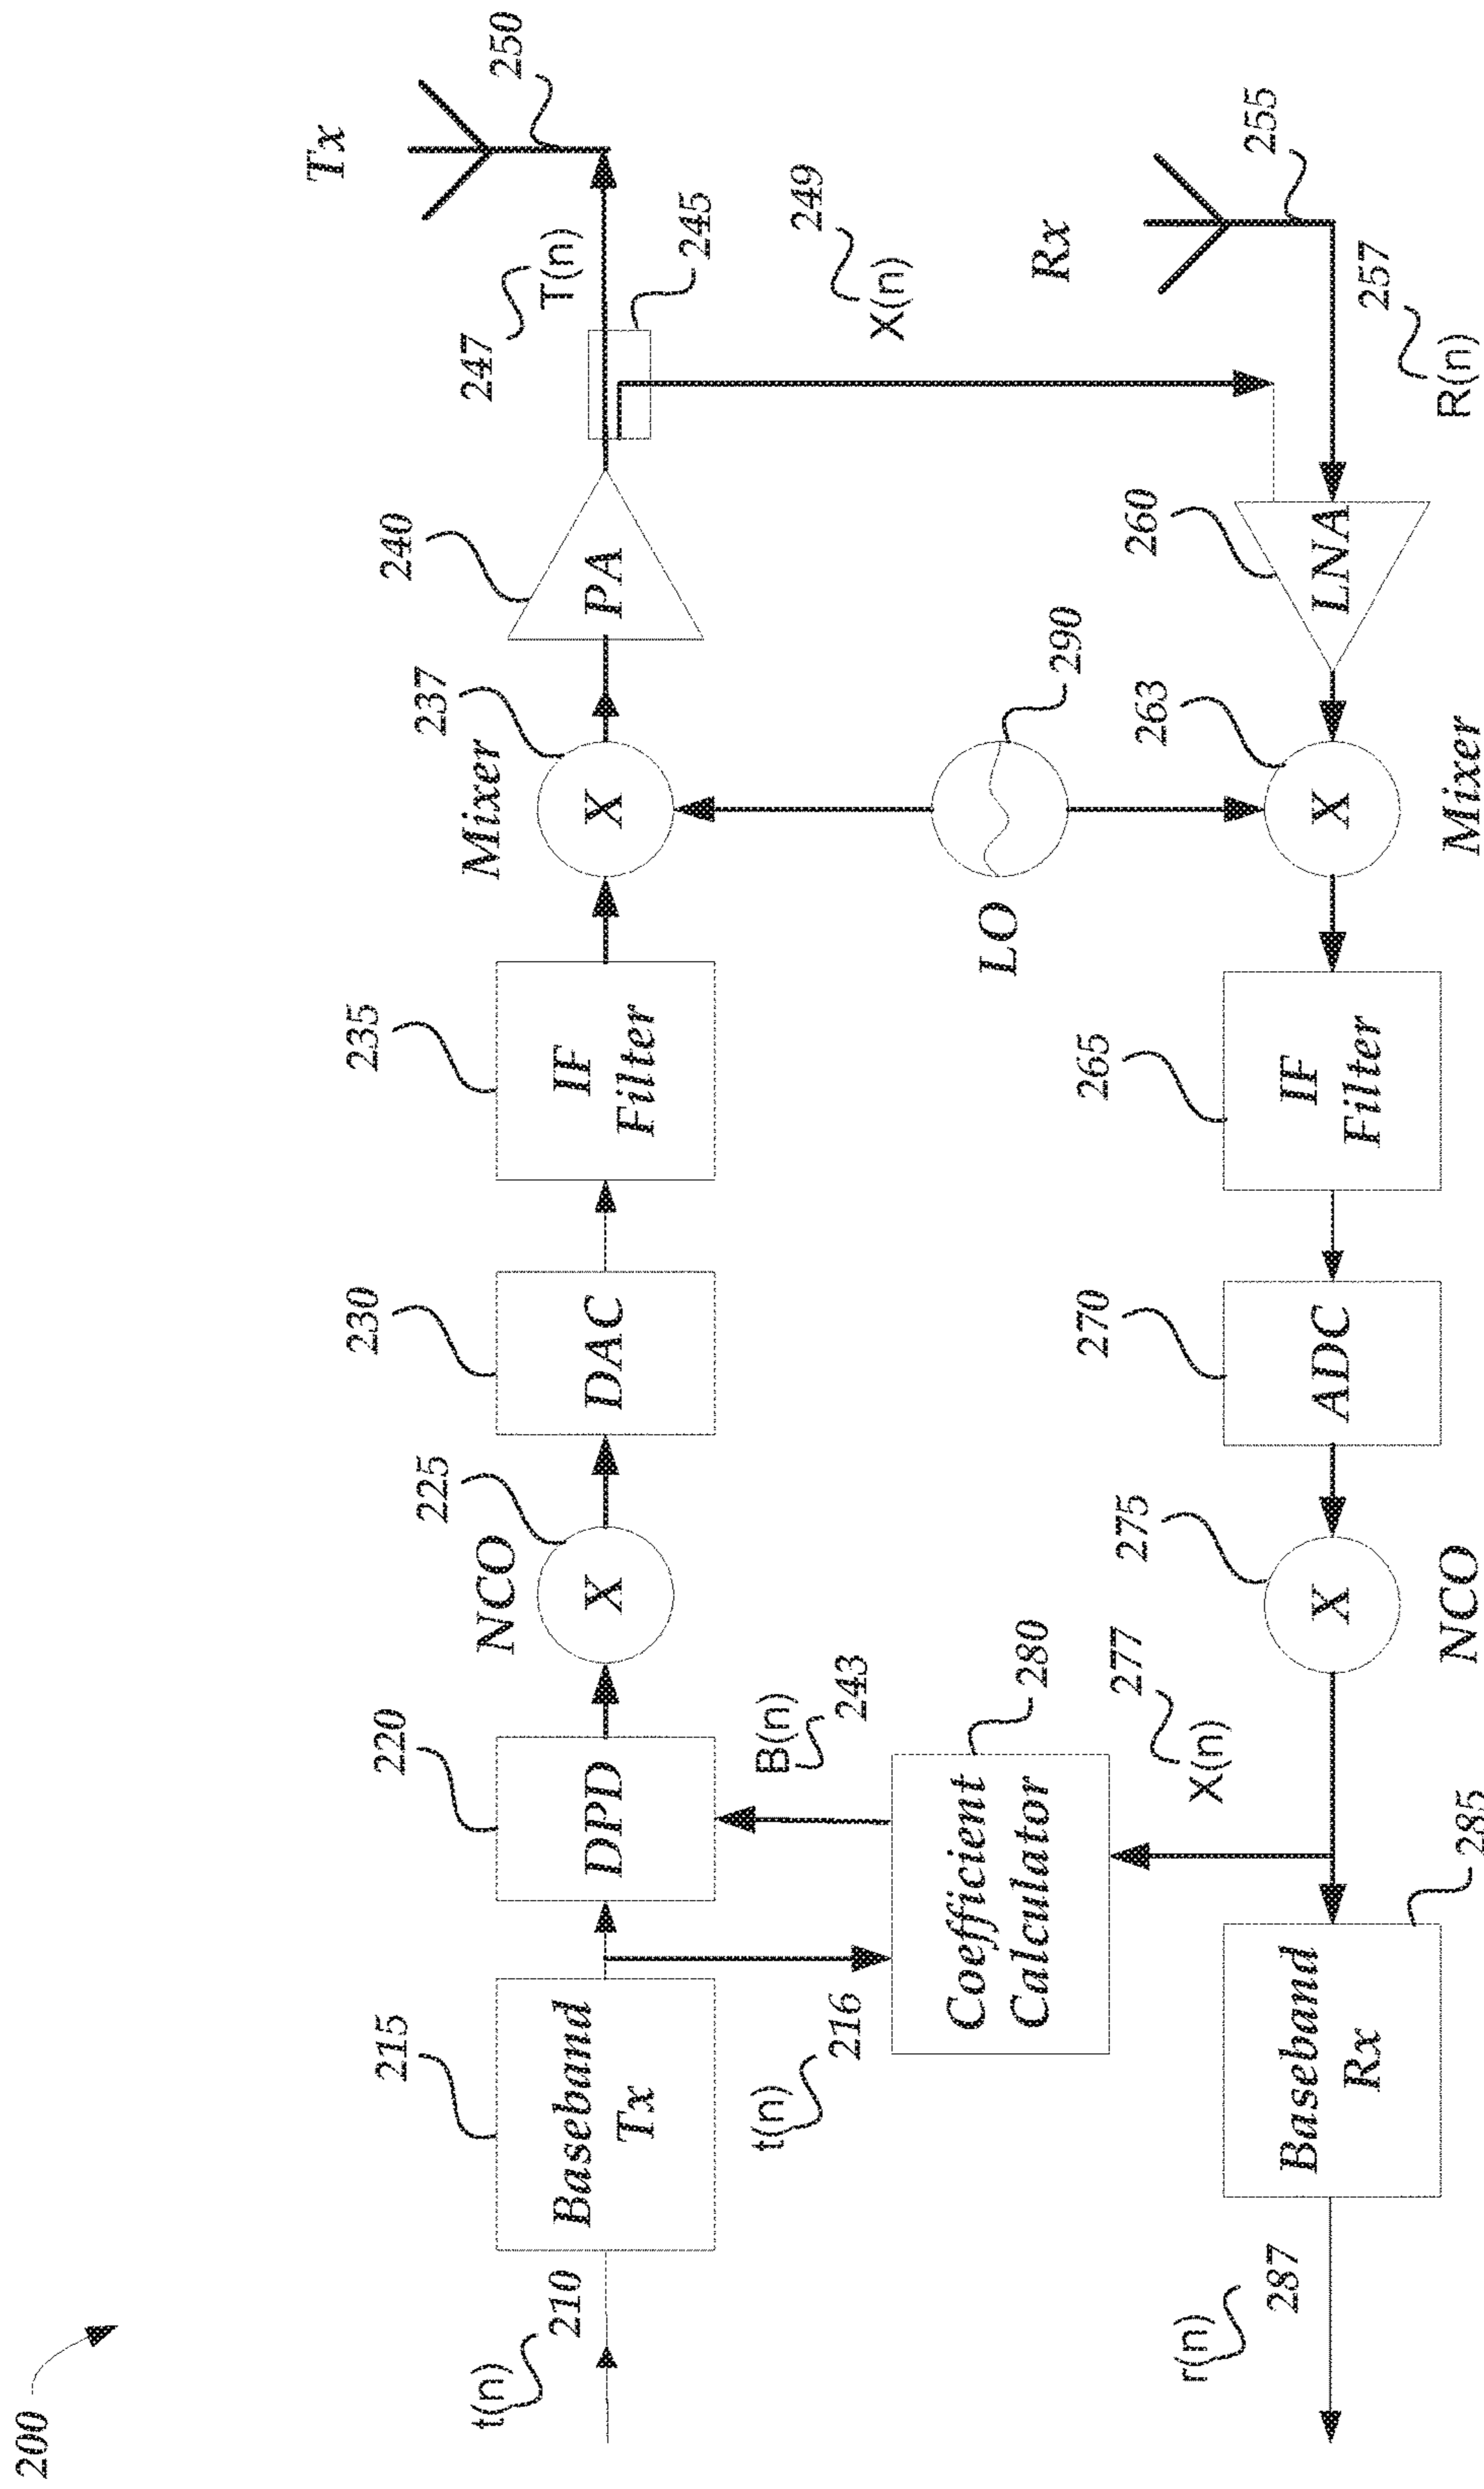 200
t(n)
210
215
Baseband
Tx
t(n)
216
220
DPD
B(n)
243
NCO
225
X
230
DAC
235
IF
Filter
Mixer
237
X
240
PA
247
T(n)
245
Tx
250
249
X(n)
LO
290
Coefficient
Calculator
280
Rx
255
257
R(n)
260
LNA
263
X
Mixer
265
IF
Filter
270
ADC
275
X
NCO
277
X(n)
285
Baseband
Rx
r(n)
287